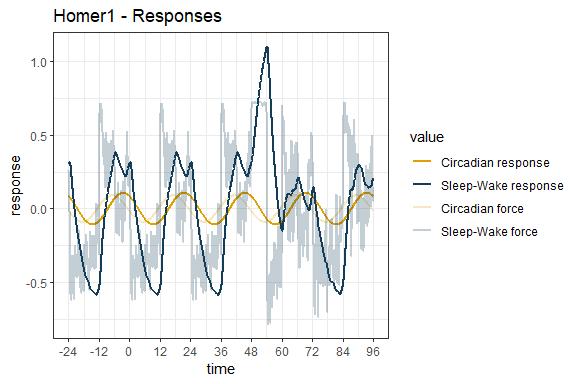 Homer1 - Responses
response
1.0
0.5
0.0
-0.5
-24 -12 0 12 24 36 48 60 72 84 96
time
value
Circadian response
Sleep-Wake response
Circadian force
Sleep-Wake force